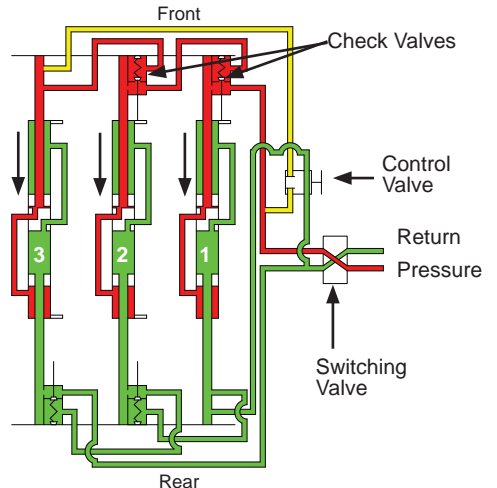 Front
Check Valves
Control
Valve
3
2
1
Return
Pressure
Switching
Valve
Rear